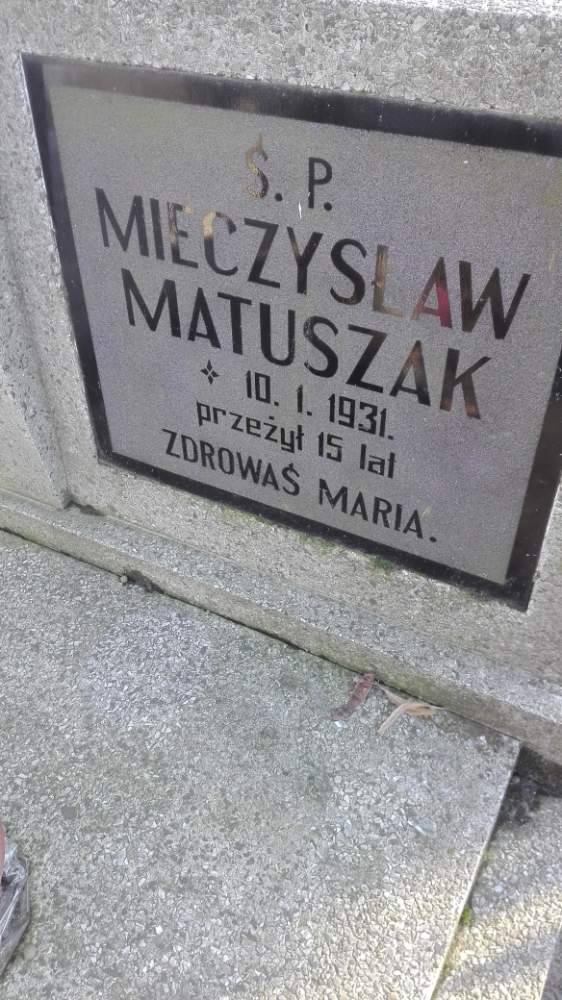 Ś. P.
MIECZYSŁAW
MATUSZAK
✦ 10. 1. 1931.
przeżył 15 lat
ZDROWAŚ MARIA.